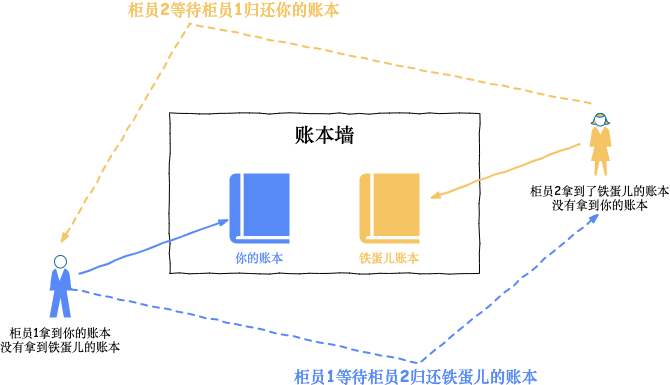 柜员2等待柜员1归还你的账本
账本墙
你的账本
铁蛋儿账本
柜员2拿到了铁蛋儿的账本
没有拿到你的账本
柜员1拿到你的账本
没有拿到铁蛋儿的账本
柜员1等待柜员2归还铁蛋儿的账本